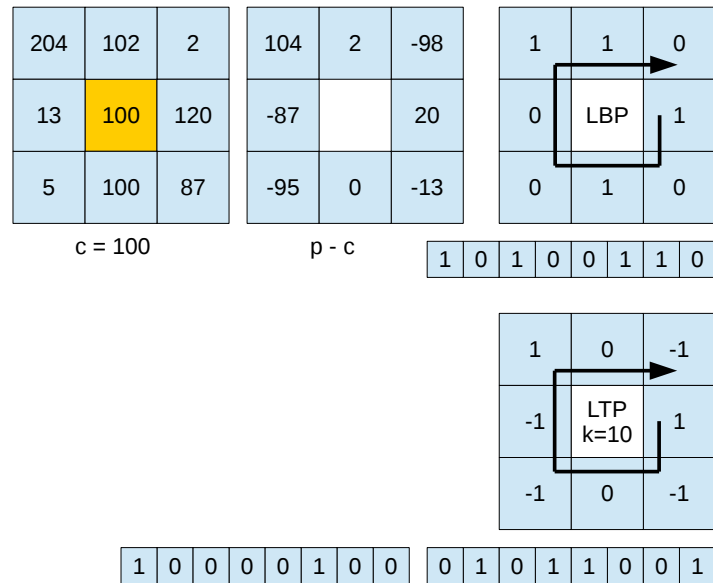 204 102 2 104 2 -98 1 1 0
13 100 120 -87 20 0 LBP 1
5 100 87 -95 0 -13 0 1 0
c = 100 p - c
1 0 1 0 0 1 1 0
1 0 -1
-1 LTP 1
k=10
-1 0 -1
1 0 0 0 0 1 0 0 0 1 0 1 1 0 0 1